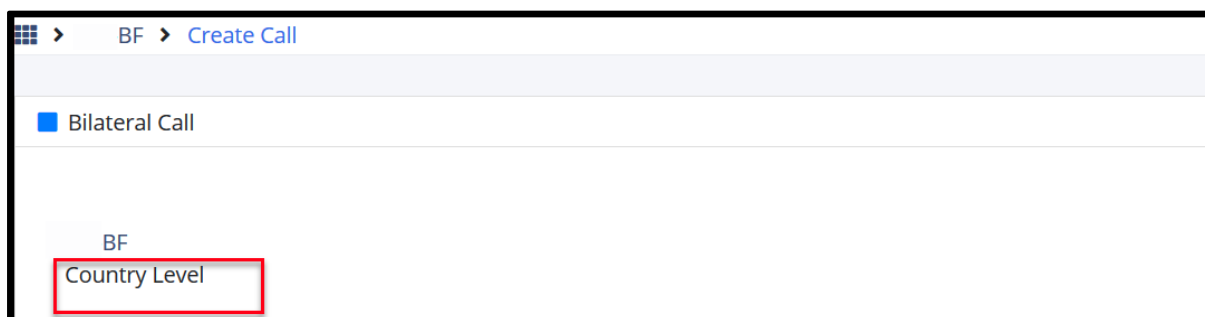 BF > Create Call
Bilateral Call
BF
Country Level